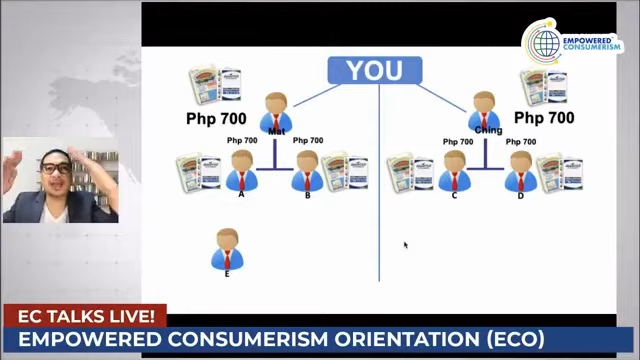 EMPOWERED
CONSUMERISM
YOU
Php 700
Mat
Php 700
Php 700
A
B
Php 700
Ching
Php 700
Php 700
C
D
E
EC TALKS LIVE!
EMPOWERED CONSUMERISM ORIENTATION (ECO)